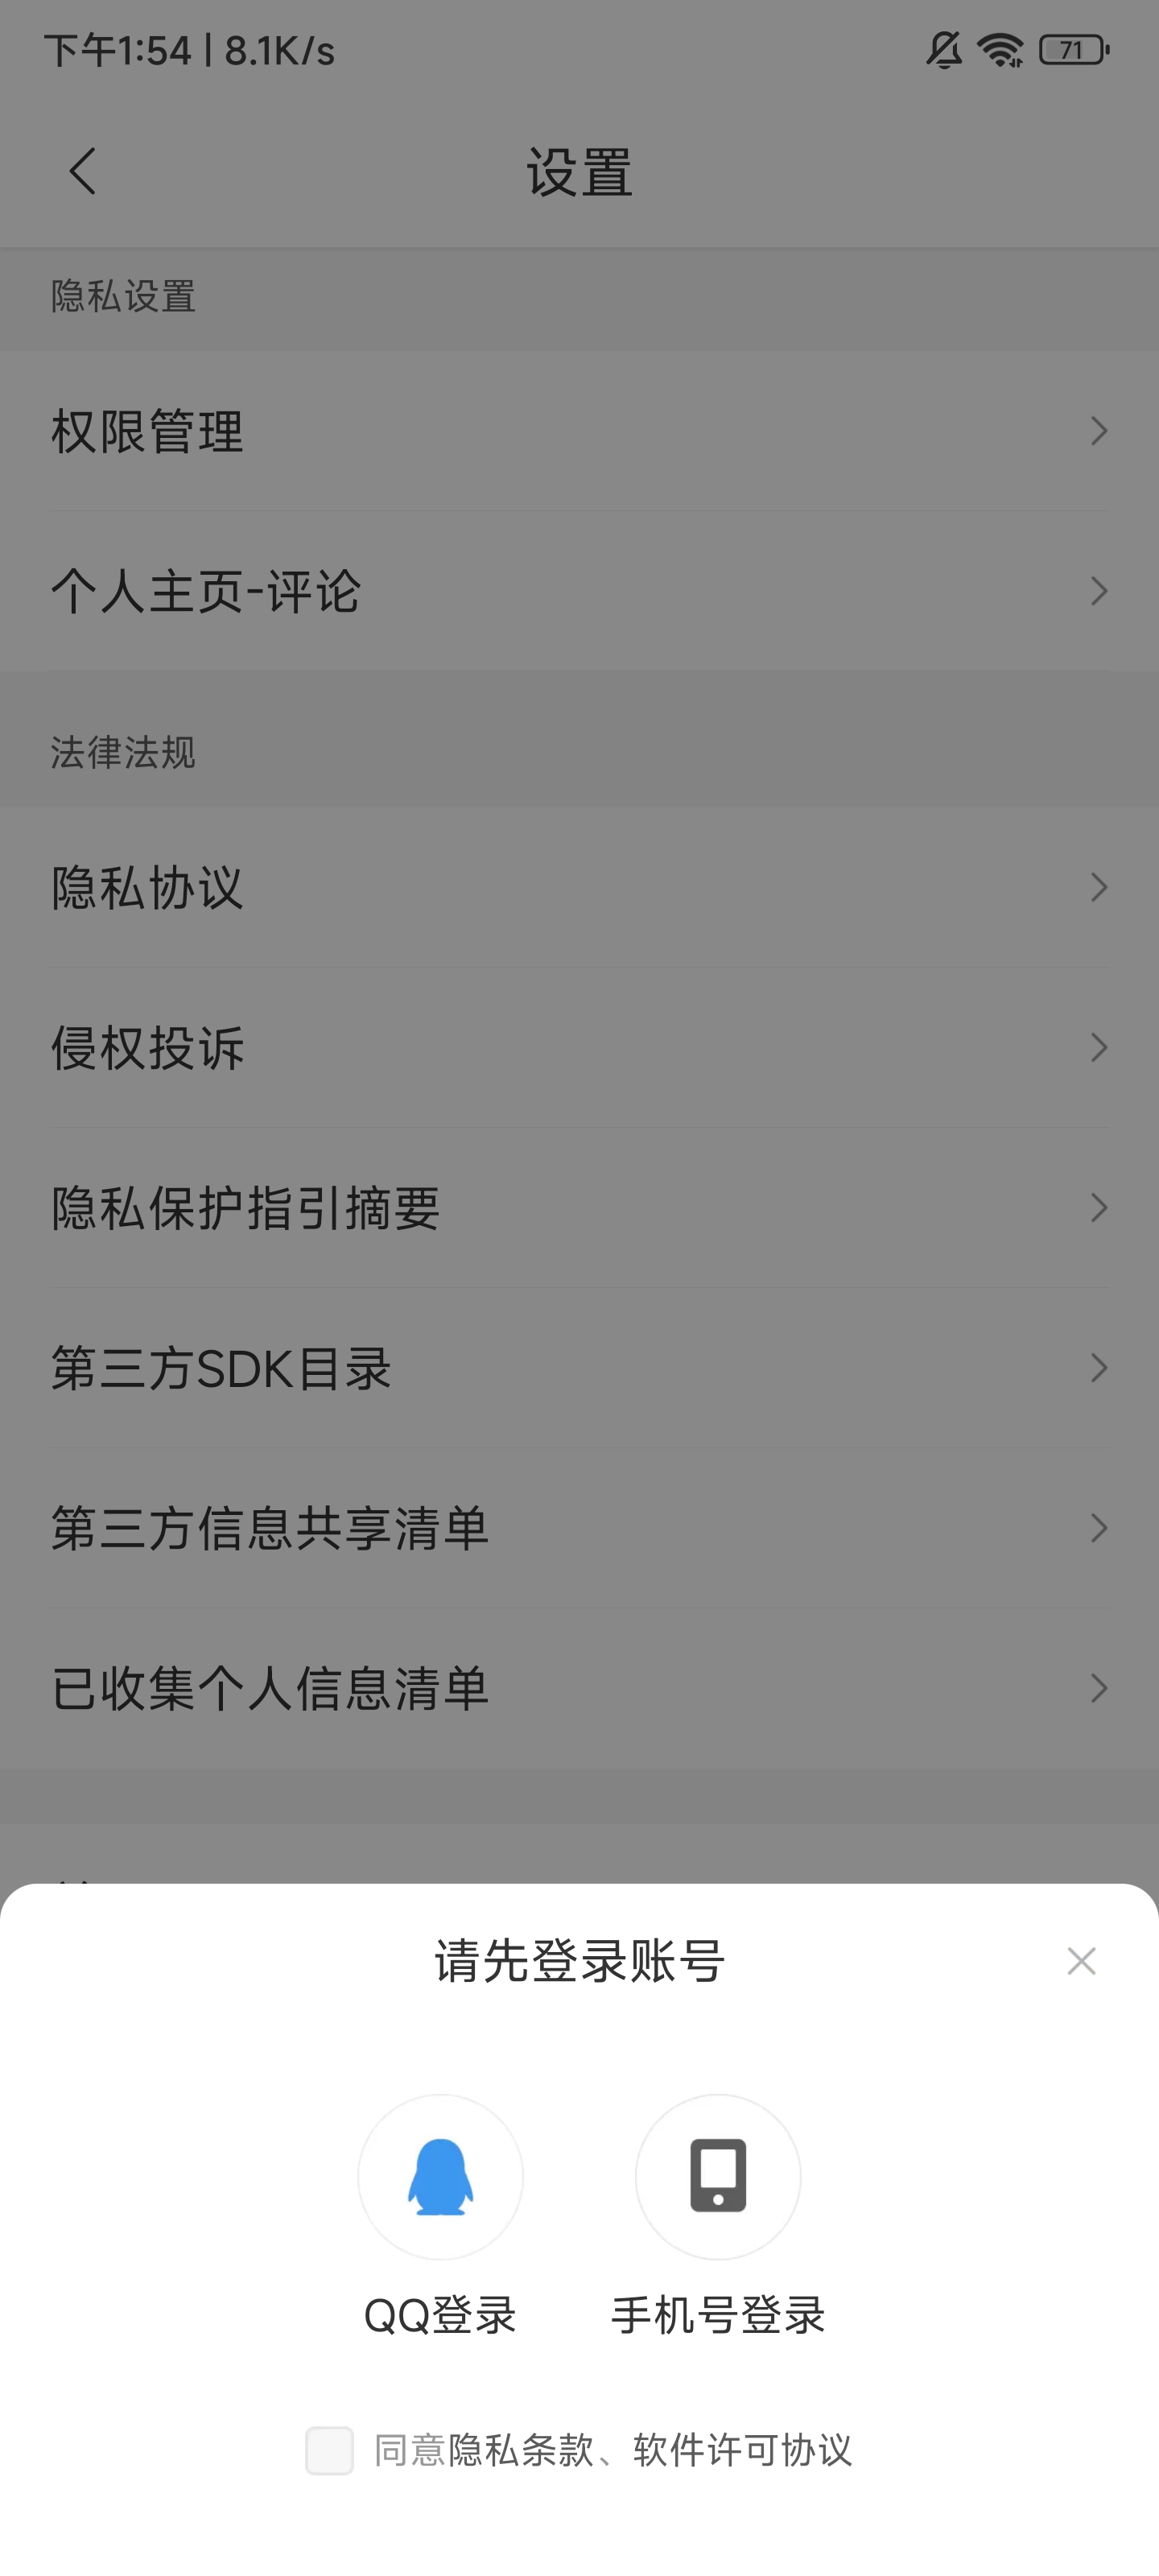 下午1:54 | 8.1K/s
71
设置
隐私设置
权限管理
个人主页-评论
法律法规
隐私协议
侵权投诉
隐私保护指引摘要
第三方SDK目录
第三方信息共享清单
已收集个人信息清单
请先登录账号
QQ登录
手机号登录
同意隐私条款、软件许可协议